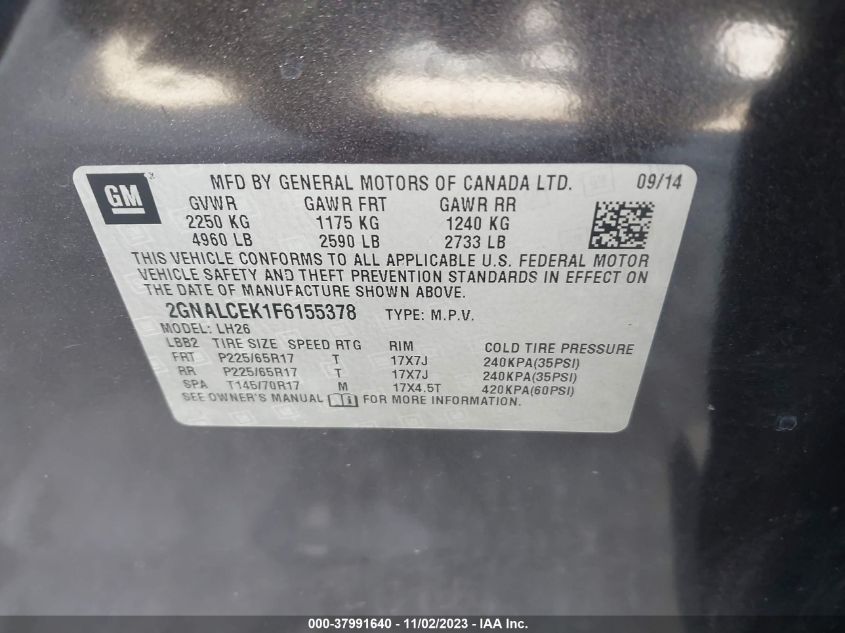 GM
MFD BY GENERAL MOTORS OF CANADA LTD. 09/14
GVWR GAWR FRT GAWR RR
2250 KG 1175 KG 1240 KG
4960 LB 2590 LB 2733 LB
THIS VEHICLE CONFORMS TO ALL APPLICABLE U.S. FEDERAL MOTOR
VEHICLE SAFETY AND THEFT PREVENTION STANDARDS IN EFFECT ON
THE DATE OF MANUFACTURE SHOWN ABOVE.
2GNALCEK1F6155378 TYPE: M.P.V.
MODEL: LH26
LBB2 TIRE SIZE SPEED RTG RIM COLD TIRE PRESSURE
FRT P225/65R17 T 17X7J 240KPA(35PSI)
RR P225/65R17 T 17X7J 240KPA(35PSI)
SPA T145/70R17 M 17X4.5T 420KPA(60PSI)
SEE OWNER'S MANUAL FOR MORE INFORMATION.
000-37991640 - 11/02/2023 - IAA Inc.